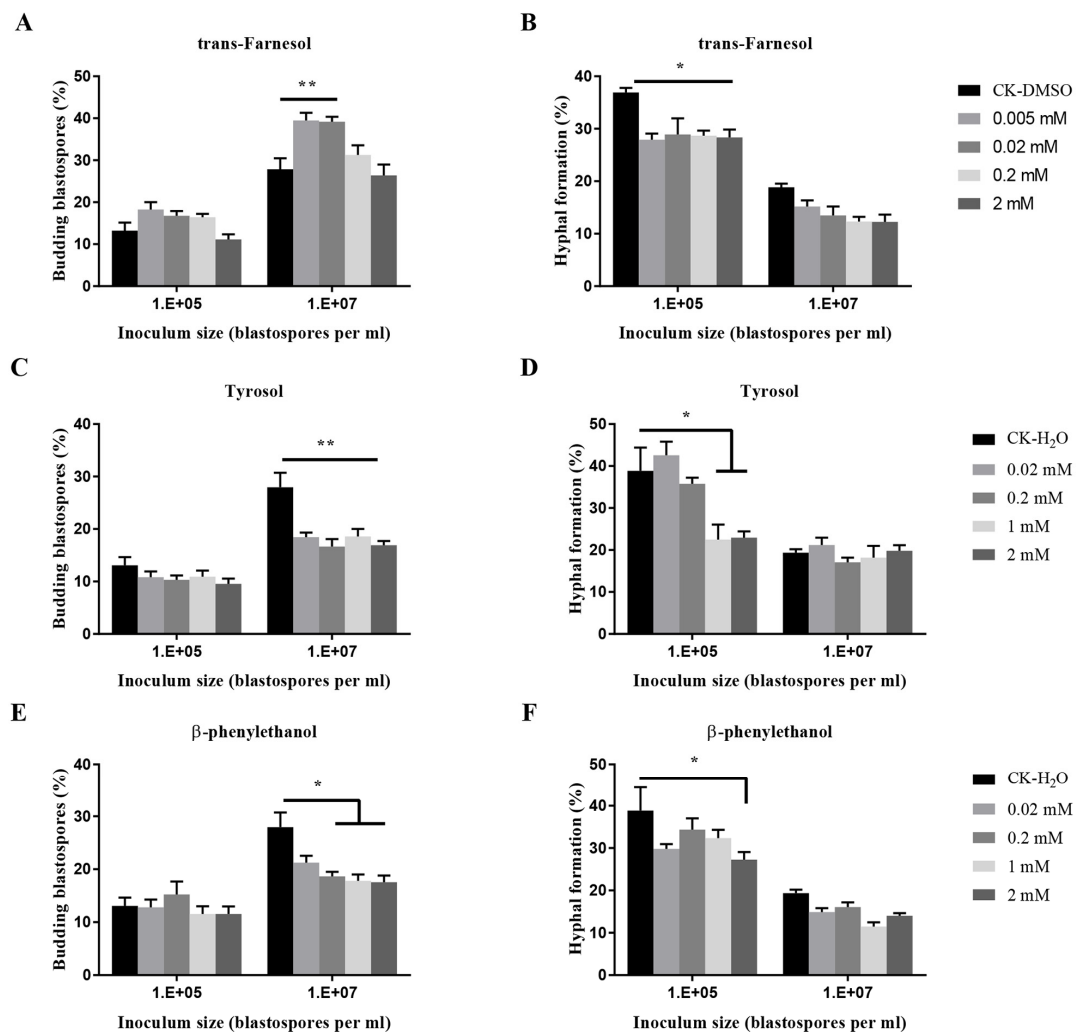 A
trans-Farnesol
Budding blastospores (%)
50
40
30
20
10
0
**
1.E+05
1.E+07
Inoculum size (blastospores per ml)
B
trans-Farnesol
Hyphal formation (%)
40
30
20
10
0
*
1.E+05
1.E+07
Inoculum size (blastospores per ml)
CK-DMSO
0.005 mM
0.02 mM
0.2 mM
2 mM
C
Tyrosol
Budding blastospores (%)
40
30
20
10
0
**
1.E+05
1.E+07
Inoculum size (blastospores per ml)
D
Tyrosol
Hyphal formation (%)
50
40
30
20
10
0
*
1.E+05
1.E+07
Inoculum size (blastospores per ml)
CK-H₂O
0.02 mM
0.2 mM
1 mM
2 mM
E
β-phenylethanol
Budding blastospores (%)
40
30
20
10
0
*
1.E+05
1.E+07
Inoculum size (blastospores per ml)
F
β-phenylethanol
Hyphal formation (%)
50
40
30
20
10
0
*
1.E+05
1.E+07
Inoculum size (blastospores per ml)
CK-H₂O
0.02 mM
0.2 mM
1 mM
2 mM